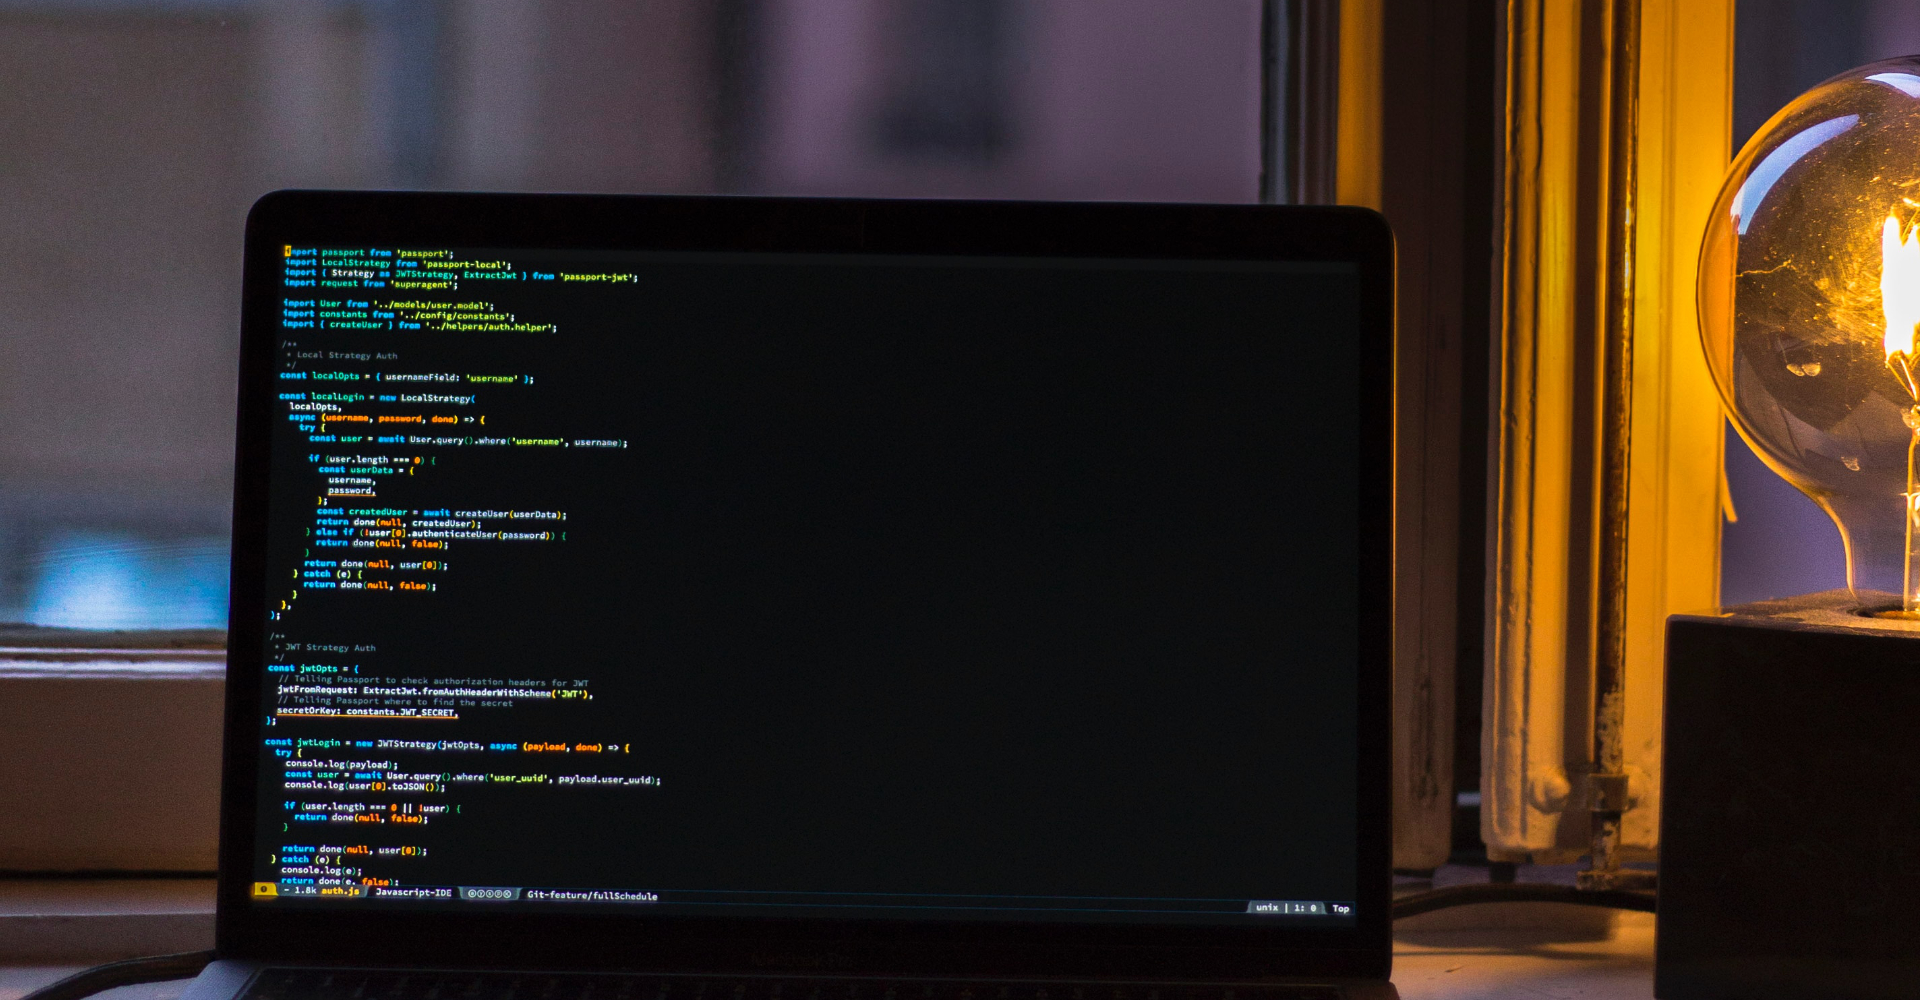 import passport from 'passport';
import LocalStrategy from 'passport-local';
import { Strategy as JWTStrategy, ExtractJwt } from 'passport-jwt';
import request from 'superagent';
import User from '../models/user.model';
import constants from '../config/constants';
import { createUser } from '../helpers/auth.helper';
/**
* Local Strategy Auth
*/
const localOpts = { usernameField: 'username' };
const localLogin = new LocalStrategy(
localOpts,
async (username, password, done) => {
try {
const user = await User.query().where('username', username);
if (user.length === 0) {
const userData = {
username,
password,
};
const createdUser = await createUser(userData);
return done(null, createdUser);
} else if (!user[0].authenticateUser(password)) {
return done(null, false);
}
return done(null, user[0]);
} catch (e) {
return done(null, false);
}
},
);
/**
* JWT Strategy Auth
*/
const jwtOpts = {
// Telling Passport to check authorization headers for JWT
jwtFromRequest: ExtractJwt.fromAuthHeaderWithScheme('JWT'),
// Telling Passport where to find the secret
secretOrKey: constants.JWT_SECRET,
};
const jwtLogin = new JWTStrategy(jwtOpts, async (payload, done) => {
try {
console.log(payload);
const user = await User.query().where('user_uuid', payload.user_uuid);
console.log(user[0].toJSON());
if (user.length === 0 || !user) {
return done(null, false);
}
return done(null, user[0]);
} catch (e) {
console.log(e);
return done(e, false);
- 1.8k auth.js Javascript-IDE Git-feature/fullSchedule unix | 1: 0 Top